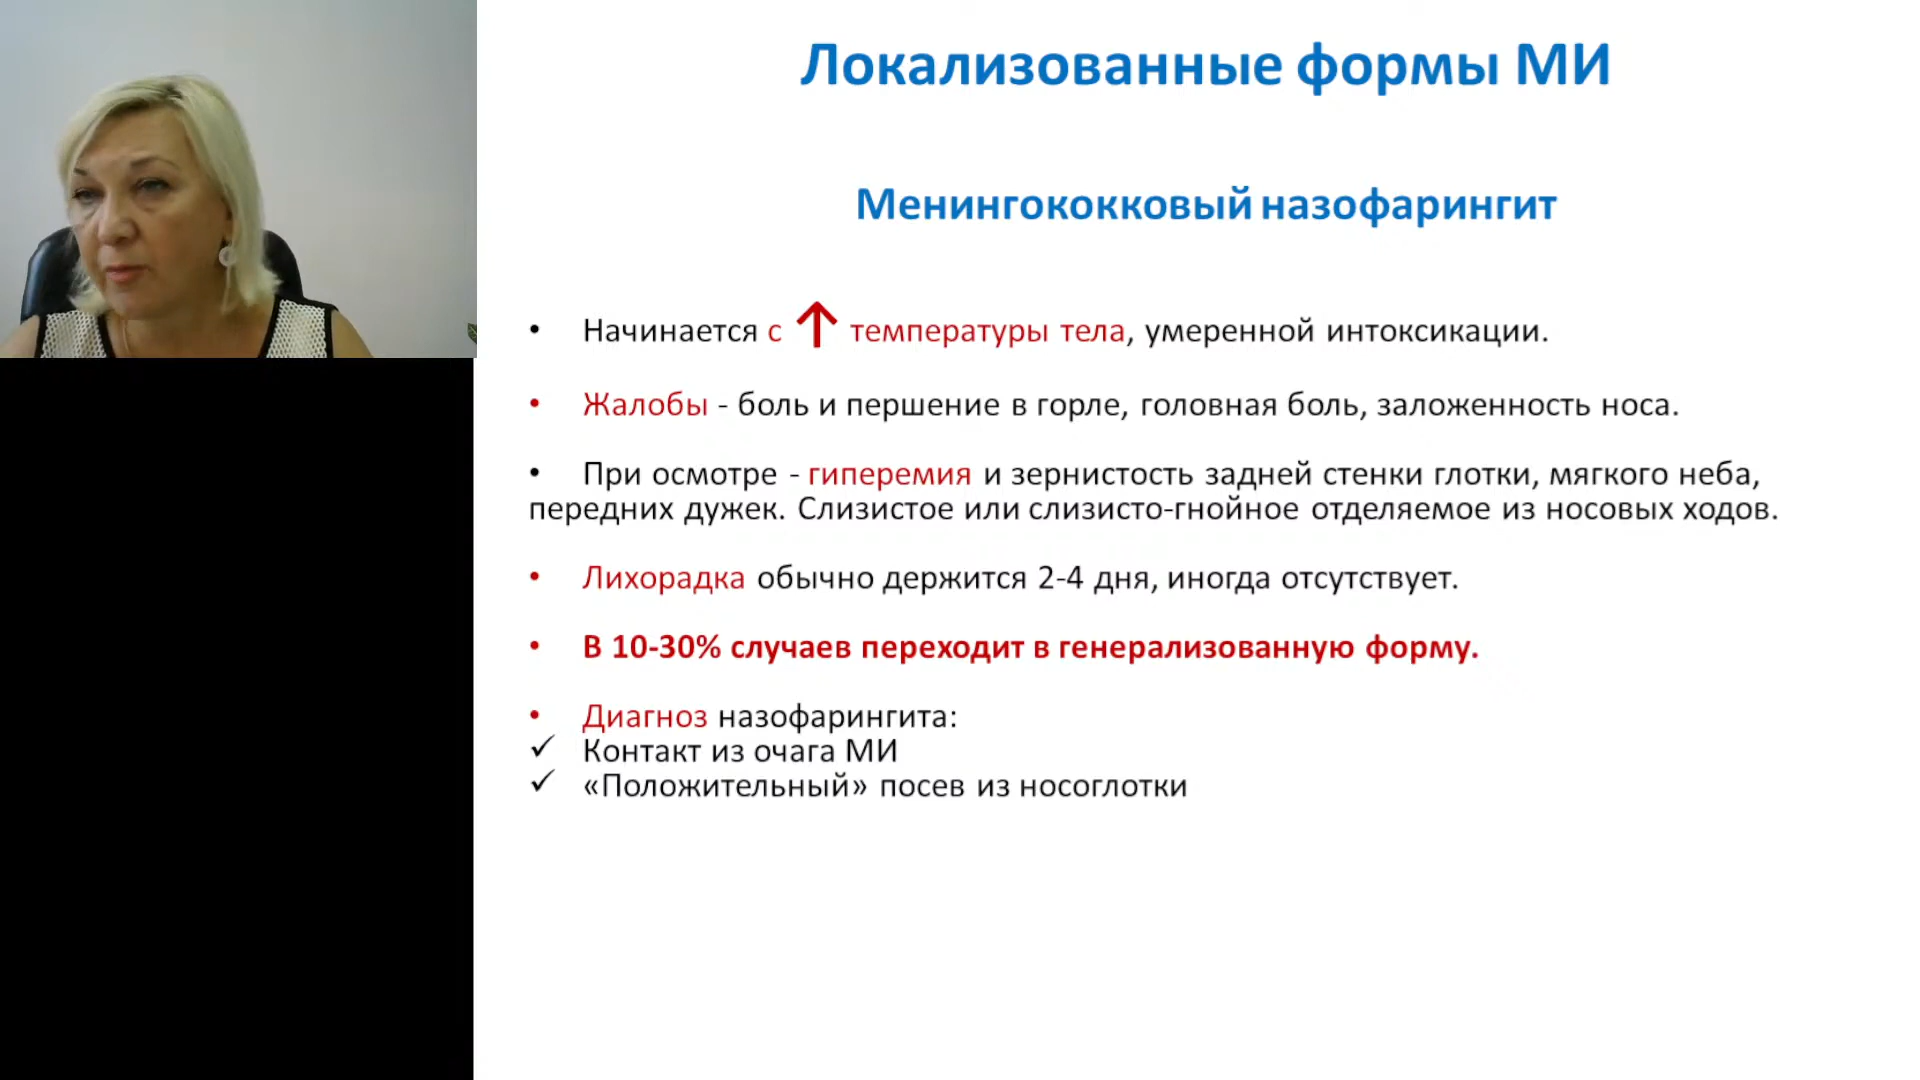 Локализованные формы МИ
Менингококковый назофарингит
• Начинается с ↑ температуры тела, умеренной интоксикации.
• Жалобы - боль и першение в горле, головная боль, заложенность носа.
• При осмотре - гиперемия и зернистость задней стенки глотки, мягкого неба,
передних дужек. Слизистое или слизисто-гнойное отделяемое из носовых ходов.
• Лихорадка обычно держится 2-4 дня, иногда отсутствует.
• В 10-30% случаев переходит в генерализованную форму.
• Диагноз назофарингита:
✓ Контакт из очага МИ
✓ «Положительный» посев из носоглотки